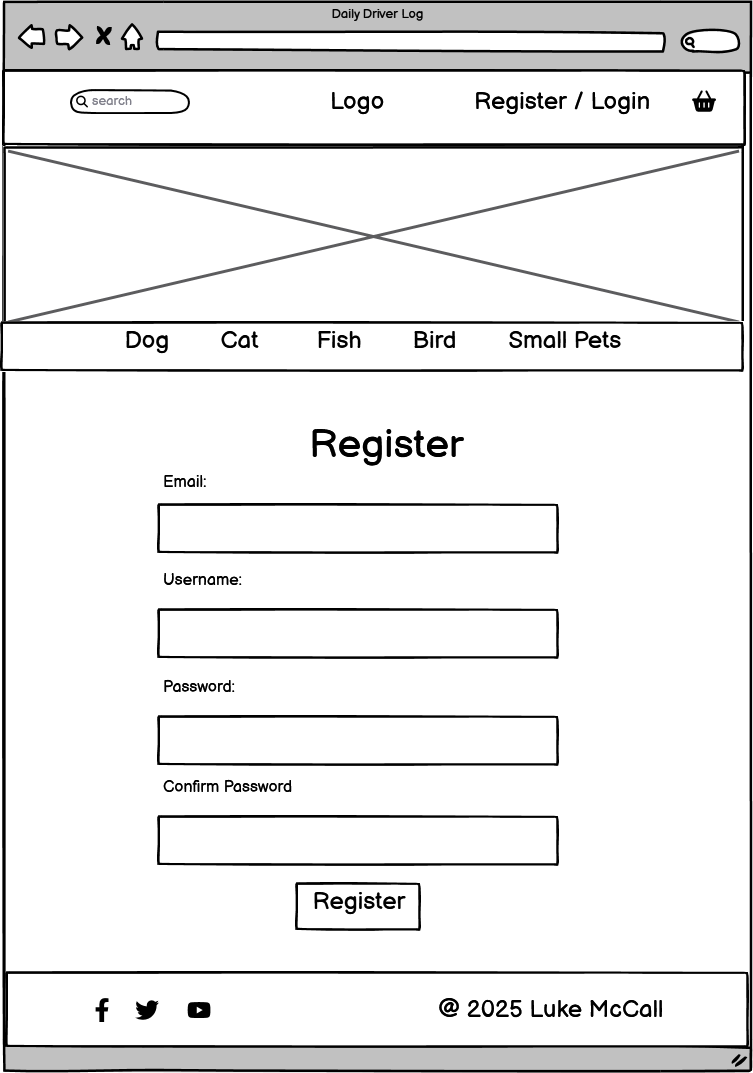 Daily Driver Log
search
Logo
Register / Login
Dog Cat Fish Bird Small Pets
Register
Email:
Username:
Password:
Confirm Password
Register
@ 2025 Luke McCall